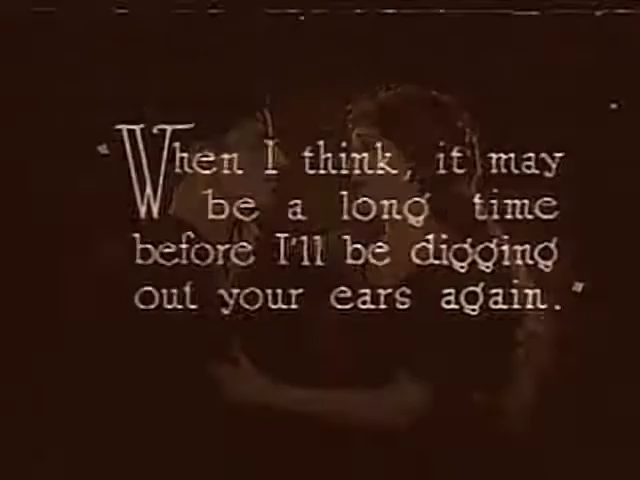 "When I think, it may
be a long time
before I'll be digging
out your ears again."